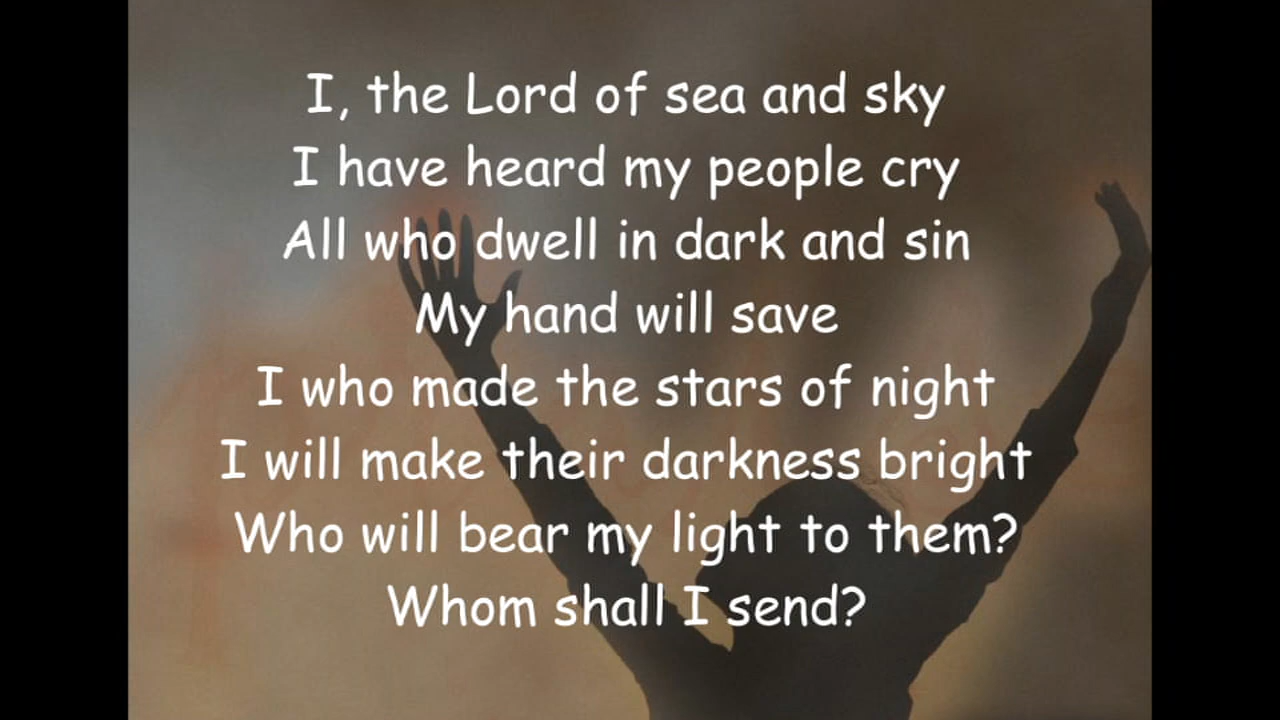 I, the Lord of sea and sky
I have heard my people cry
All who dwell in dark and sin
My hand will save
I who made the stars of night
I will make their darkness bright
Who will bear my light to them?
Whom shall I send?